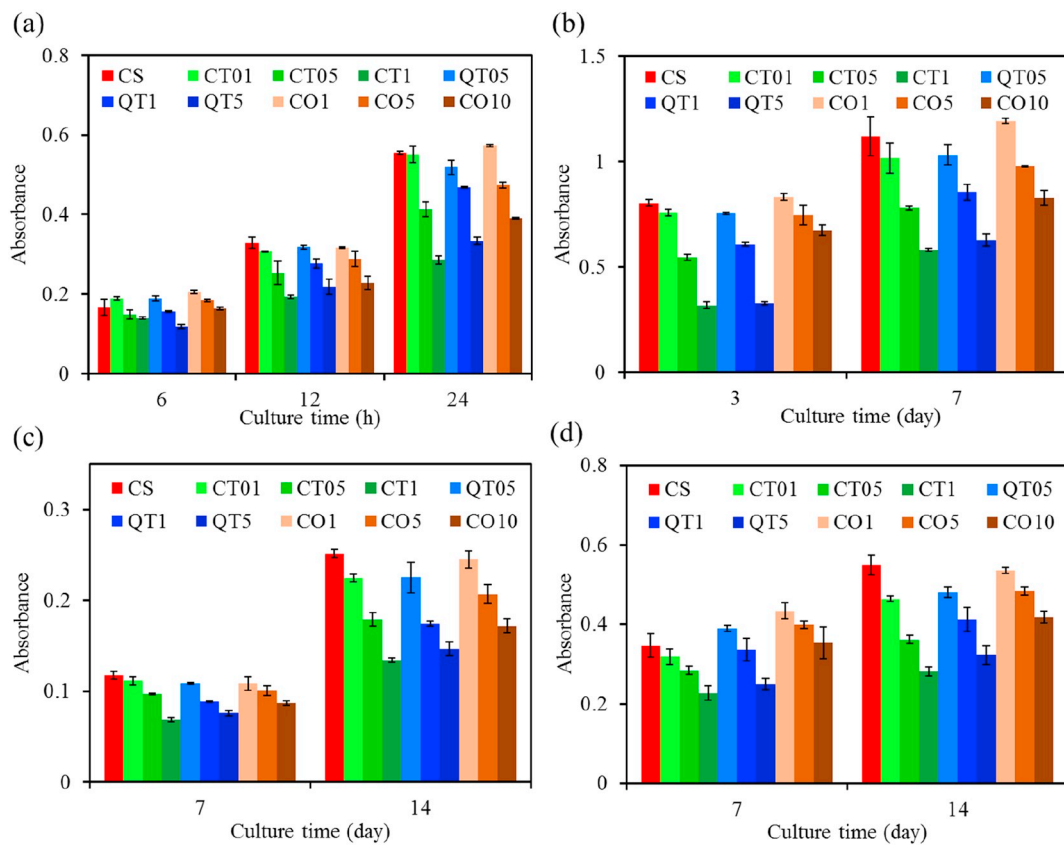 (a)
0.8
0.6
0.4
0.2
0
Absorbance
CS CT01 CT05 CT1 QT05
QT1 QT5 CO1 CO5 CO10
6 12 24
Culture time (h)
(b)
1.5
1
0.5
0
Absorbance
CS CT01 CT05 CT1 QT05
QT1 QT5 CO1 CO5 CO10
3 7
Culture time (day)
(c)
0.3
0.2
0.1
0
Absorbance
CS CT01 CT05 CT1 QT05
QT1 QT5 CO1 CO5 CO10
7 14
Culture time (day)
(d)
0.8
0.6
0.4
0.2
0
Absorbance
CS CT01 CT05 CT1 QT05
QT1 QT5 CO1 CO5 CO10
7 14
Culture time (day)